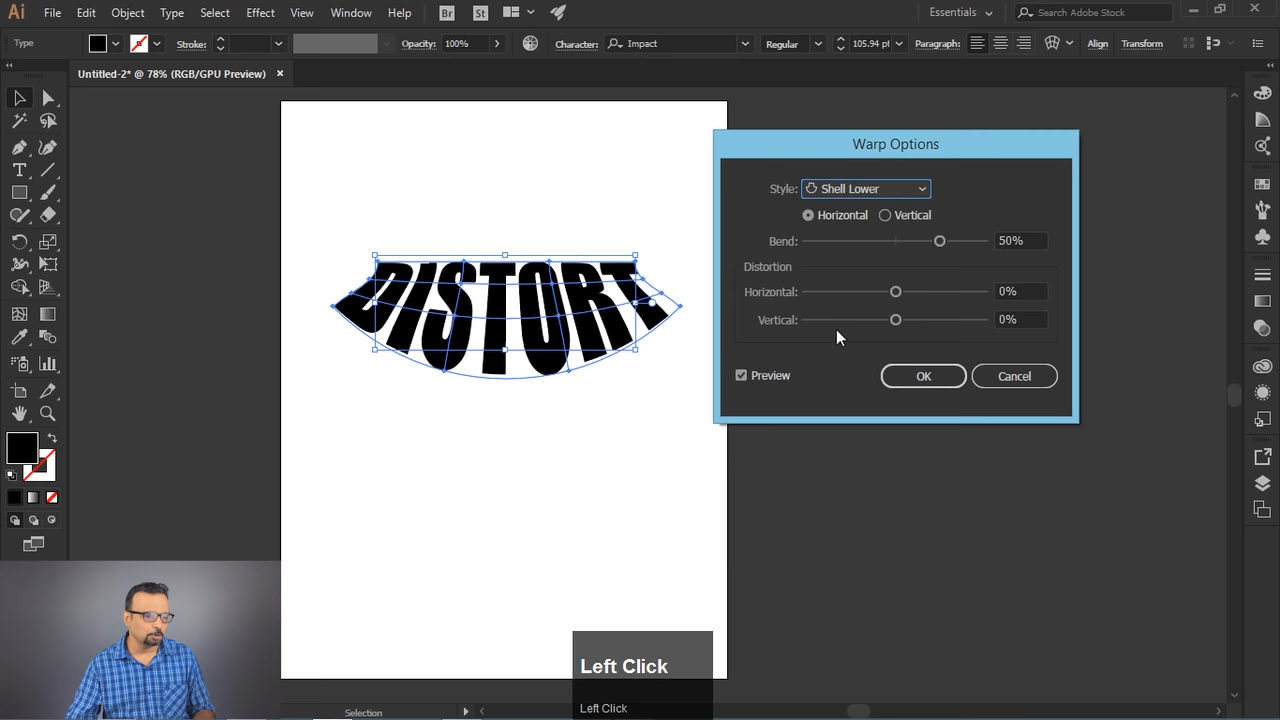 Ai File Edit Object Type Select Effect View Window Help Br St Essentials Search Adobe Stock
Type Stroke: Opacity: 100% Character: Impact Regular 105.94 pt Paragraph: Align Transform
Untitled-2* @ 78% (RGB/GPU Preview) ×
Warp Options
Style: Shell Lower
Horizontal Vertical
Bend: 50%
Distortion
Horizontal: 0%
Vertical: 0%
Preview OK Cancel
DISTORT
Left Click
Left Click
Selection